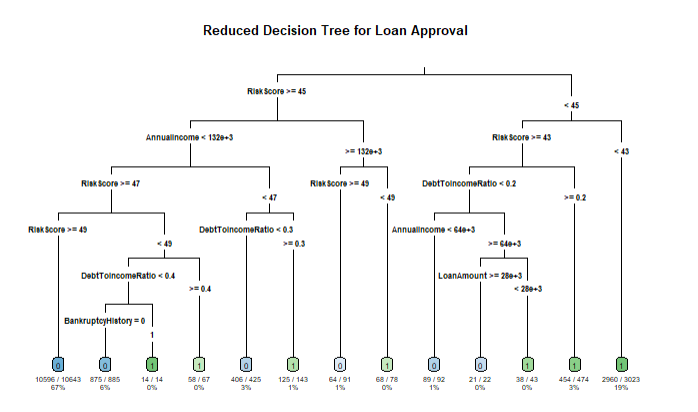 Reduced Decision Tree for Loan Approval
RiskScore >= 45
< 45
AnnualIncome < 132e+3
>= 132e+3
RiskScore >= 43
< 43
RiskScore >= 47
< 47
RiskScore >= 49
< 49
DebtToIncomeRatio < 0.2
>= 0.2
RiskScore >= 49
< 49
DebtToIncomeRatio < 0.3
>= 0.3
AnnualIncome < 64e+3
>= 64e+3
DebtToIncomeRatio < 0.4
>= 0.4
LoanAmount >= 28e+3
< 28e+3
BankruptcyHistory = 0
1
0 0 1 1 0 1 0 1 0 0 1 1 1
10596 / 10643 875 / 885 14 / 14 58 / 67 406 / 425 125 / 143 64 / 91 68 / 78 89 / 92 21 / 22 38 / 43 454 / 474 2960 / 3023
67% 6% 0% 0% 3% 1% 1% 0% 1% 0% 0% 3% 19%